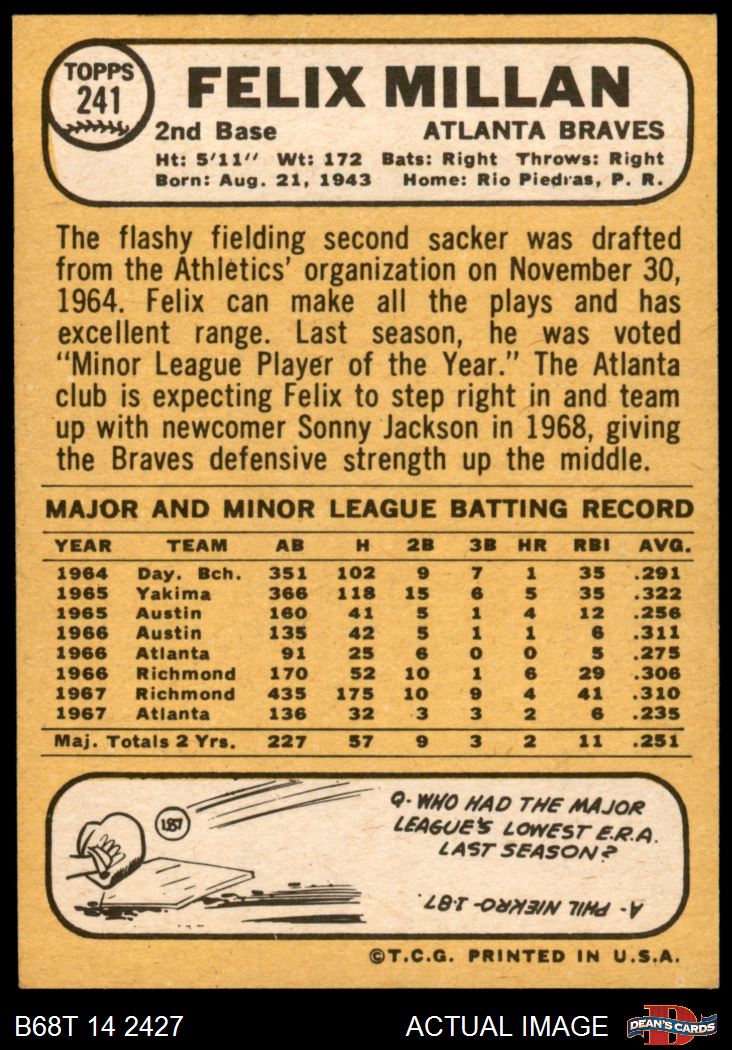 TOPPS
241
FELIX MILLAN
2nd Base
ATLANTA BRAVES
Ht: 5'11" Wt: 172 Bats: Right Throws: Right
Born: Aug. 21, 1943 Home: Rio Piedras, P. R.
The flashy fielding second sacker was drafted
from the Athletics' organization on November 30,
1964. Felix can make all the plays and has
excellent range. Last season, he was voted
"Minor League Player of the Year." The Atlanta
club is expecting Felix to step right in and team
up with newcomer Sonny Jackson in 1968, giving
the Braves defensive strength up the middle.
MAJOR AND MINOR LEAGUE BATTING RECORD
YEAR TEAM AB H 2B 3B HR RBI AVG.
1964 Day. Bch. 351 102 9 7 1 35 .291
1965 Yakima 366 118 15 6 5 35 .322
1965 Austin 160 41 5 1 4 12 .256
1966 Austin 135 42 5 1 1 6 .311
1966 Atlanta 91 25 6 0 0 5 .275
1966 Richmond 170 52 10 1 6 29 .306
1967 Richmond 435 175 10 9 4 41 .310
1967 Atlanta 136 32 3 3 2 6 .235
Maj. Totals 2 Yrs. 227 57 9 3 2 11 .251
1.87
Q- WHO HAD THE MAJOR
LEAGUE'S LOWEST E.R.A.
LAST SEASON?
A- PHIL NIEKRO- 1.87
©T.C.G. PRINTED IN U.S.A.
B68T 14 2427
ACTUAL IMAGE
D
DEAN'S CARDS